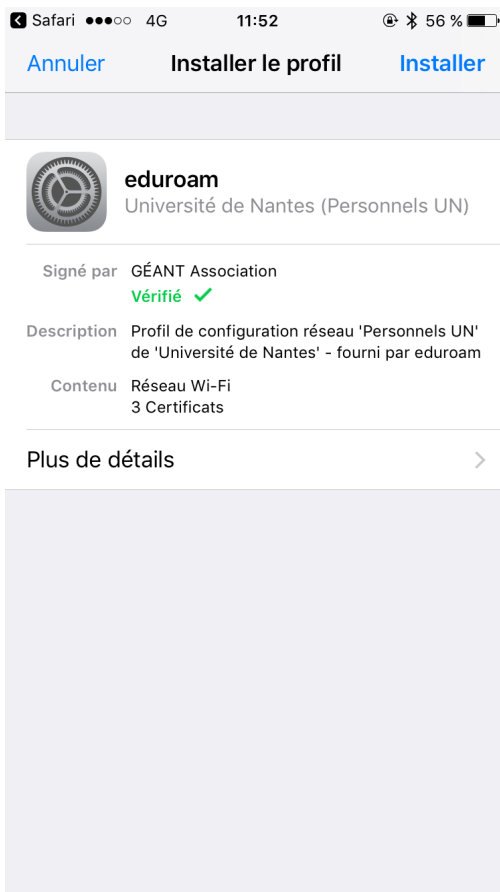 Safari 4G 11:52 56 %
Annuler Installer le profil Installer
eduroam
Université de Nantes (Personnels UN)
Signé par GÉANT Association
Vérifié ✓
Description Profil de configuration réseau 'Personnels UN'
de 'Université de Nantes' - fourni par eduroam
Contenu Réseau Wi-Fi
3 Certificats
Plus de détails